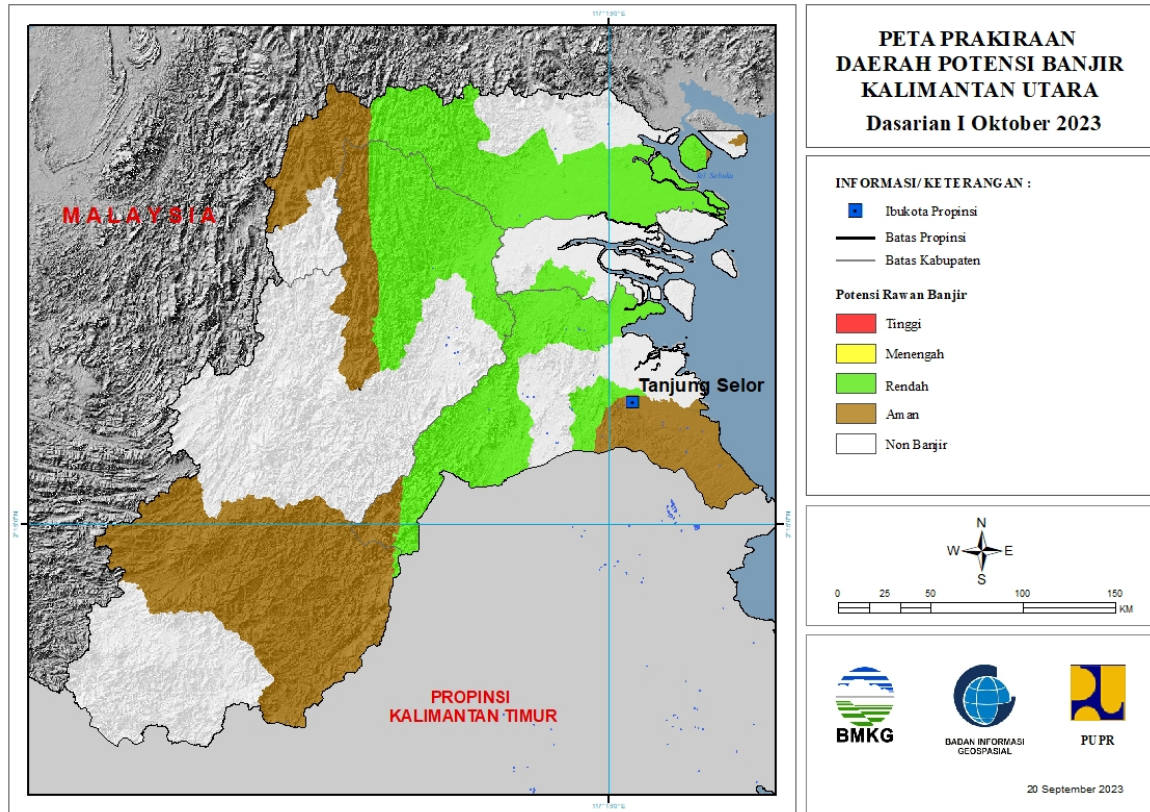 PETA PRAKIRAAN
DAERAH POTENSI BANJIR
KALIMANTAN UTARA
Dasarian I Oktober 2023
INFORMASI/ KETERANGAN :
Ibukota Propinsi
Batas Propinsi
Batas Kabupaten
Potensi Rawan Banjir
Tinggi
Menengah
Rendah
Aman
Non Banjir
MALAYSIA
Tanjung Selor
PROPINSI
KALIMANTAN TIMUR
N
W E
S
0 25 50 100 150
KM
BMKG
BADAN INFORMASI
GEOSPASIAL
PUPR
20 September 2023